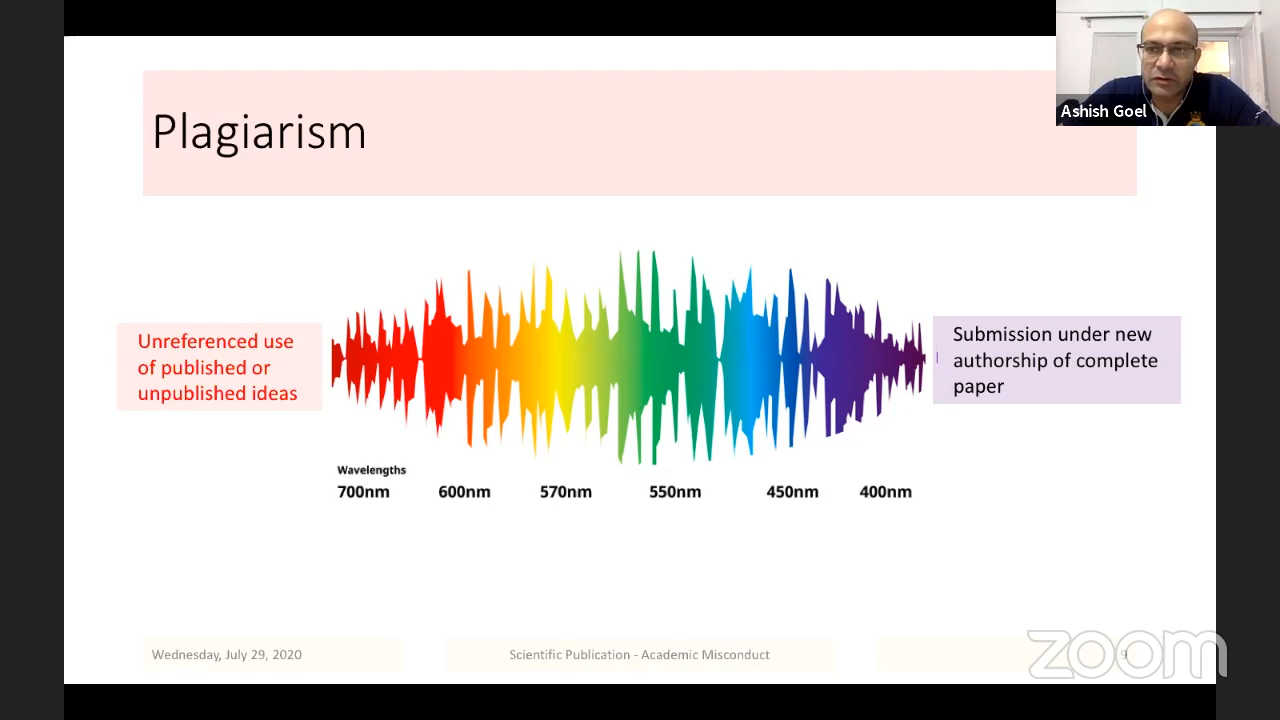 Plagiarism
Ashish Goel
Unreferenced use
of published or
unpublished ideas
Submission under new
authorship of complete
paper
Wavelengths
700nm 600nm 570nm 550nm 450nm 400nm
Wednesday, July 29, 2020
Scientific Publication - Academic Misconduct
9
zoom